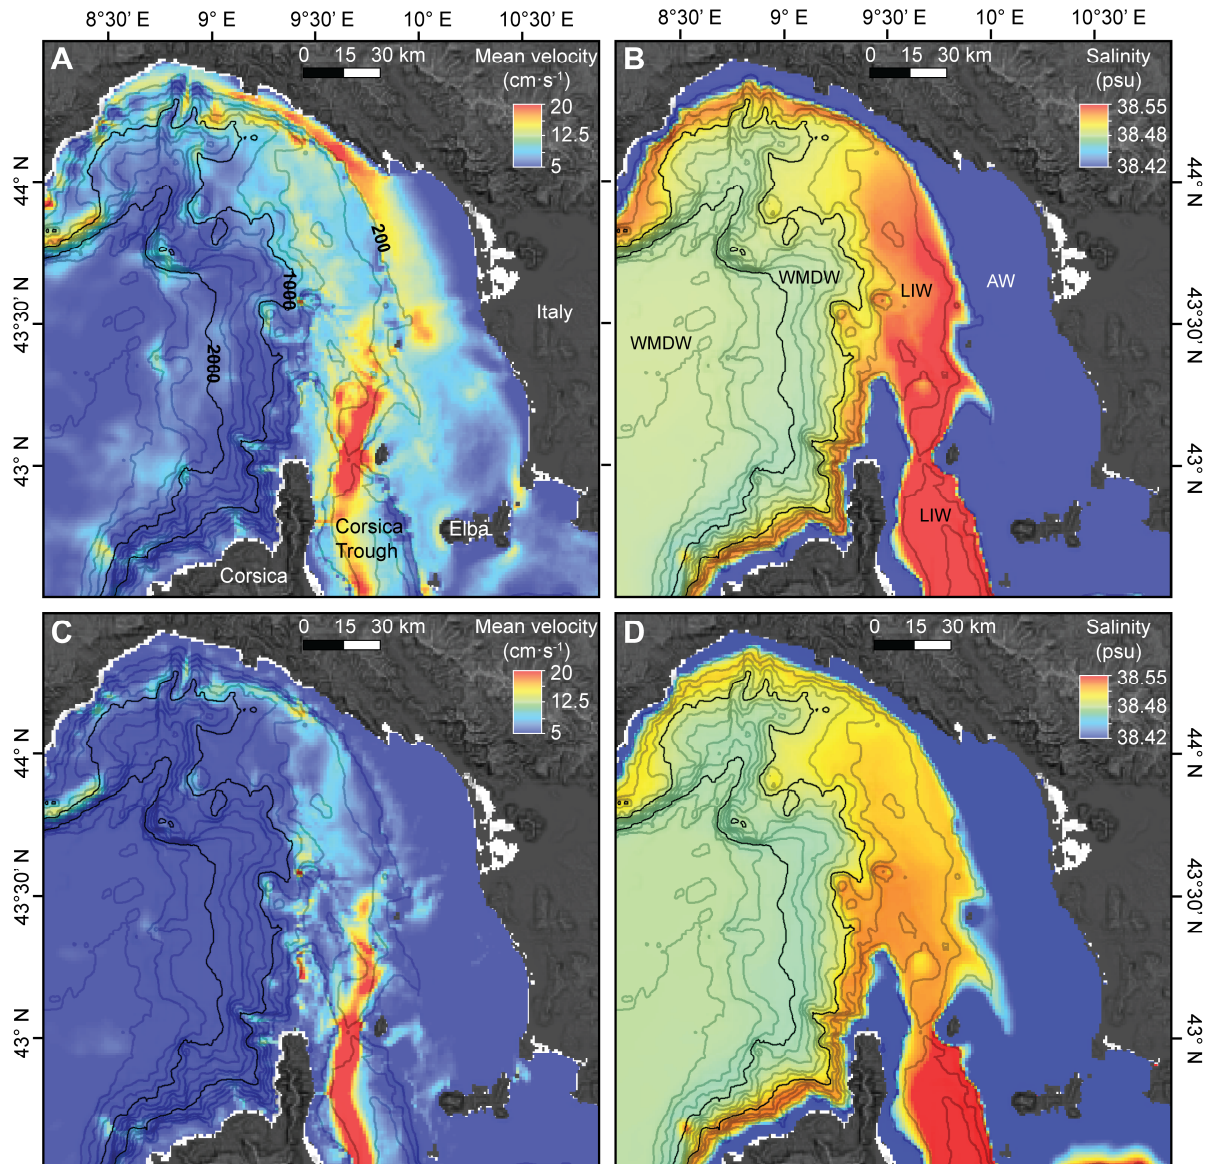 8°30' E 9° E 9°30' E 10° E 10°30' E
8°30' E 9° E 9°30' E 10° E 10°30' E
A
0 15 30 km
Mean velocity
(cm·s⁻¹)
20
12.5
5
44° N
43°30' N
43° N
200
1000
2000
Italy
Corsica
Trough
Elba
Corsica
B
0 15 30 km
Salinity
(psu)
38.55
38.48
38.42
44° N
43°30' N
43° N
WMDW
LIW
AW
WMDW
LIW
C
0 15 30 km
Mean velocity
(cm·s⁻¹)
20
12.5
5
44° N
43°30' N
43° N
D
0 15 30 km
Salinity
(psu)
38.55
38.48
38.42
44° N
43°30' N
43° N